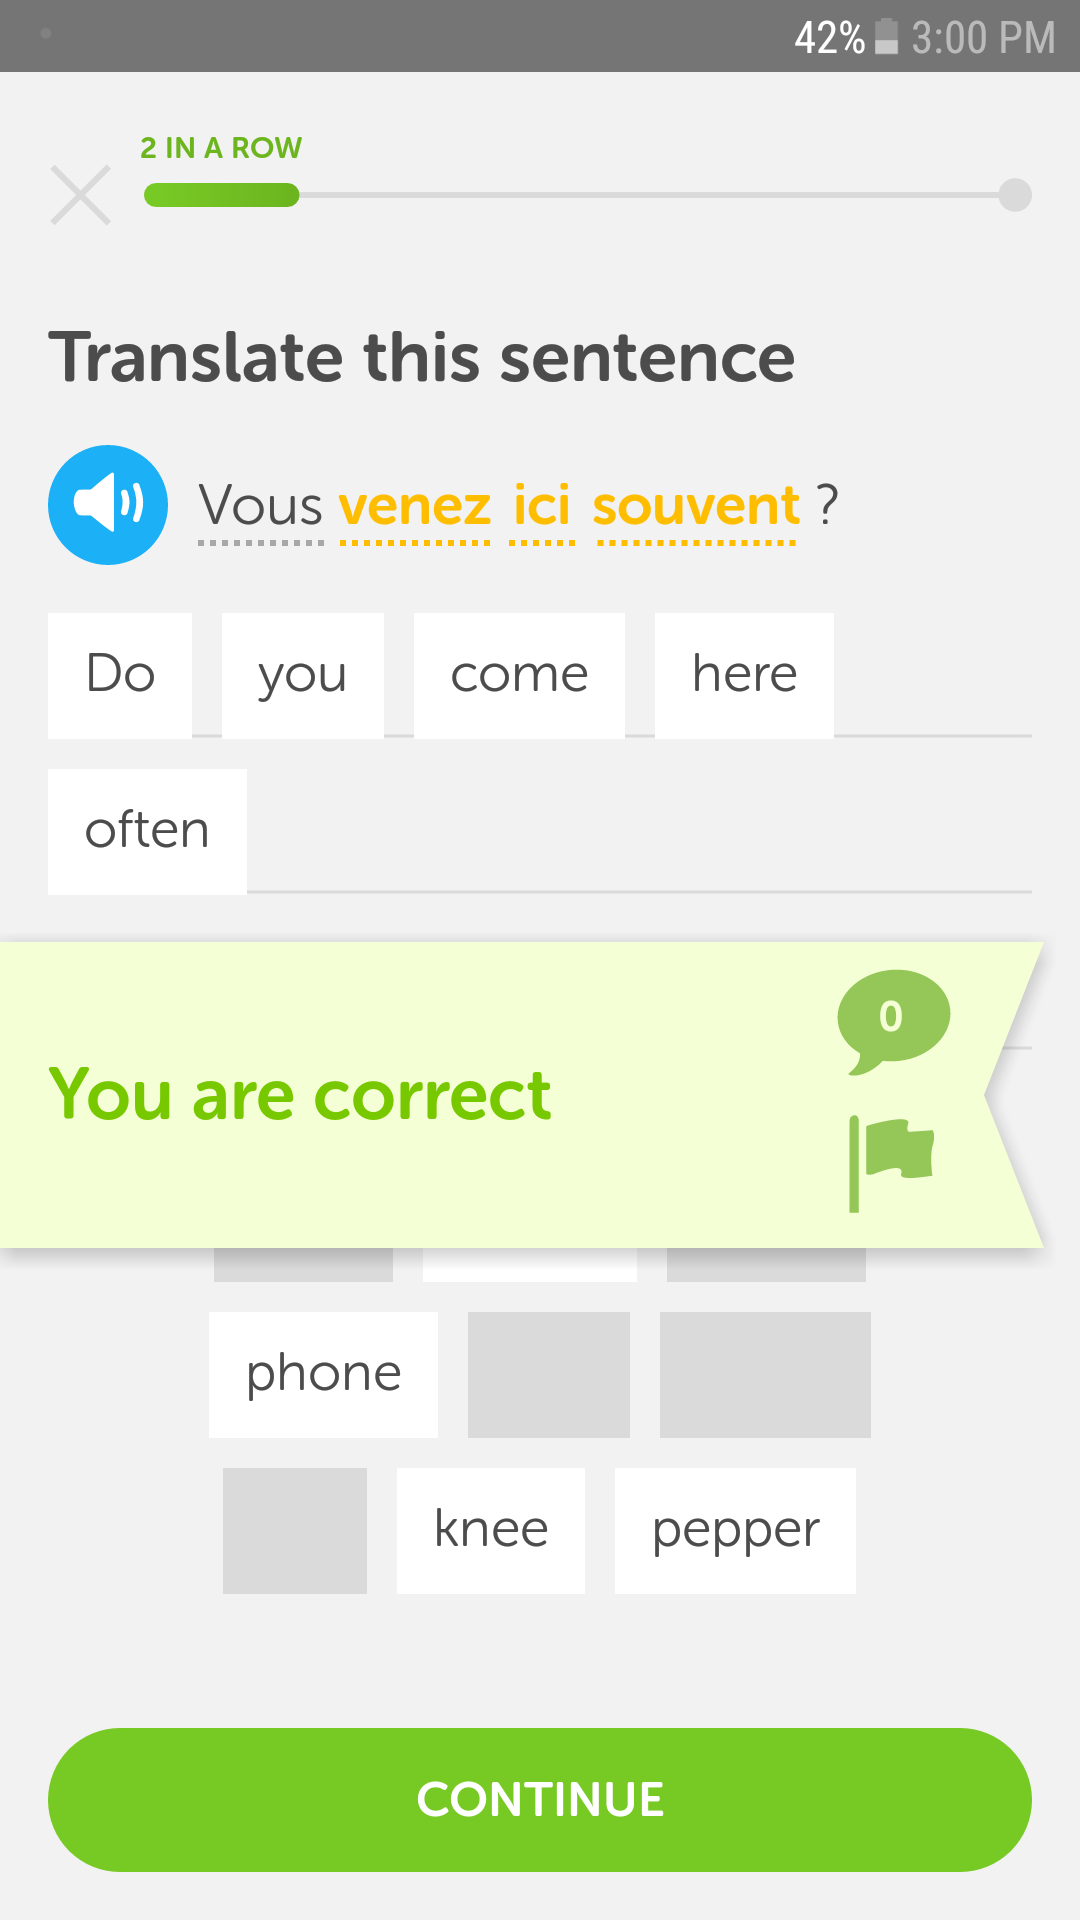 42% 3:00 PM
2 IN A ROW
Translate this sentence
Vous venez ici souvent ?
Do you come here
often
0
You are correct
phone
knee pepper
CONTINUE